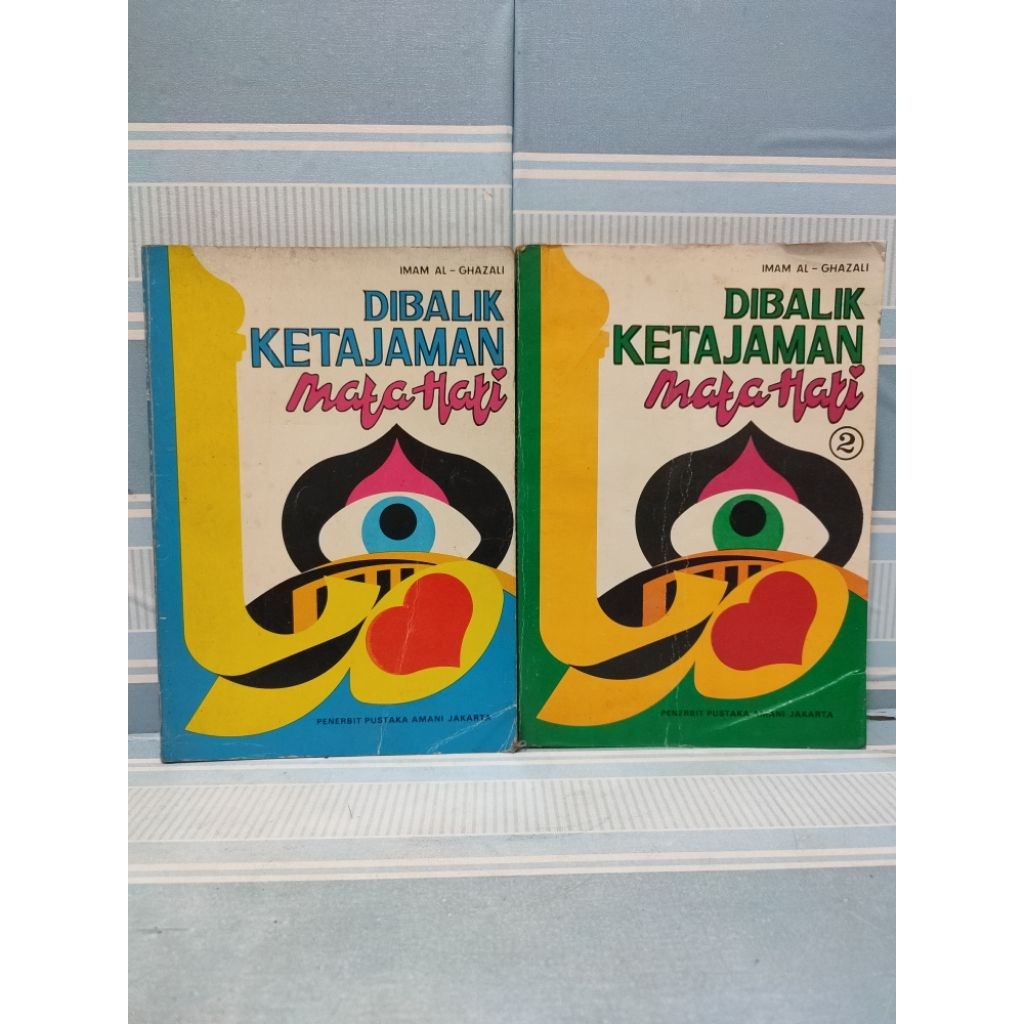 IMAM AL - GHAZALI
DIBALIK
KETAJAMAN
Mata Hati
PENERBIT PUSTAKA AMANI JAKARTA
IMAM AL - GHAZALI
DIBALIK
KETAJAMAN
Mata Hati
2
PENERBIT PUSTAKA AMANI JAKARTA